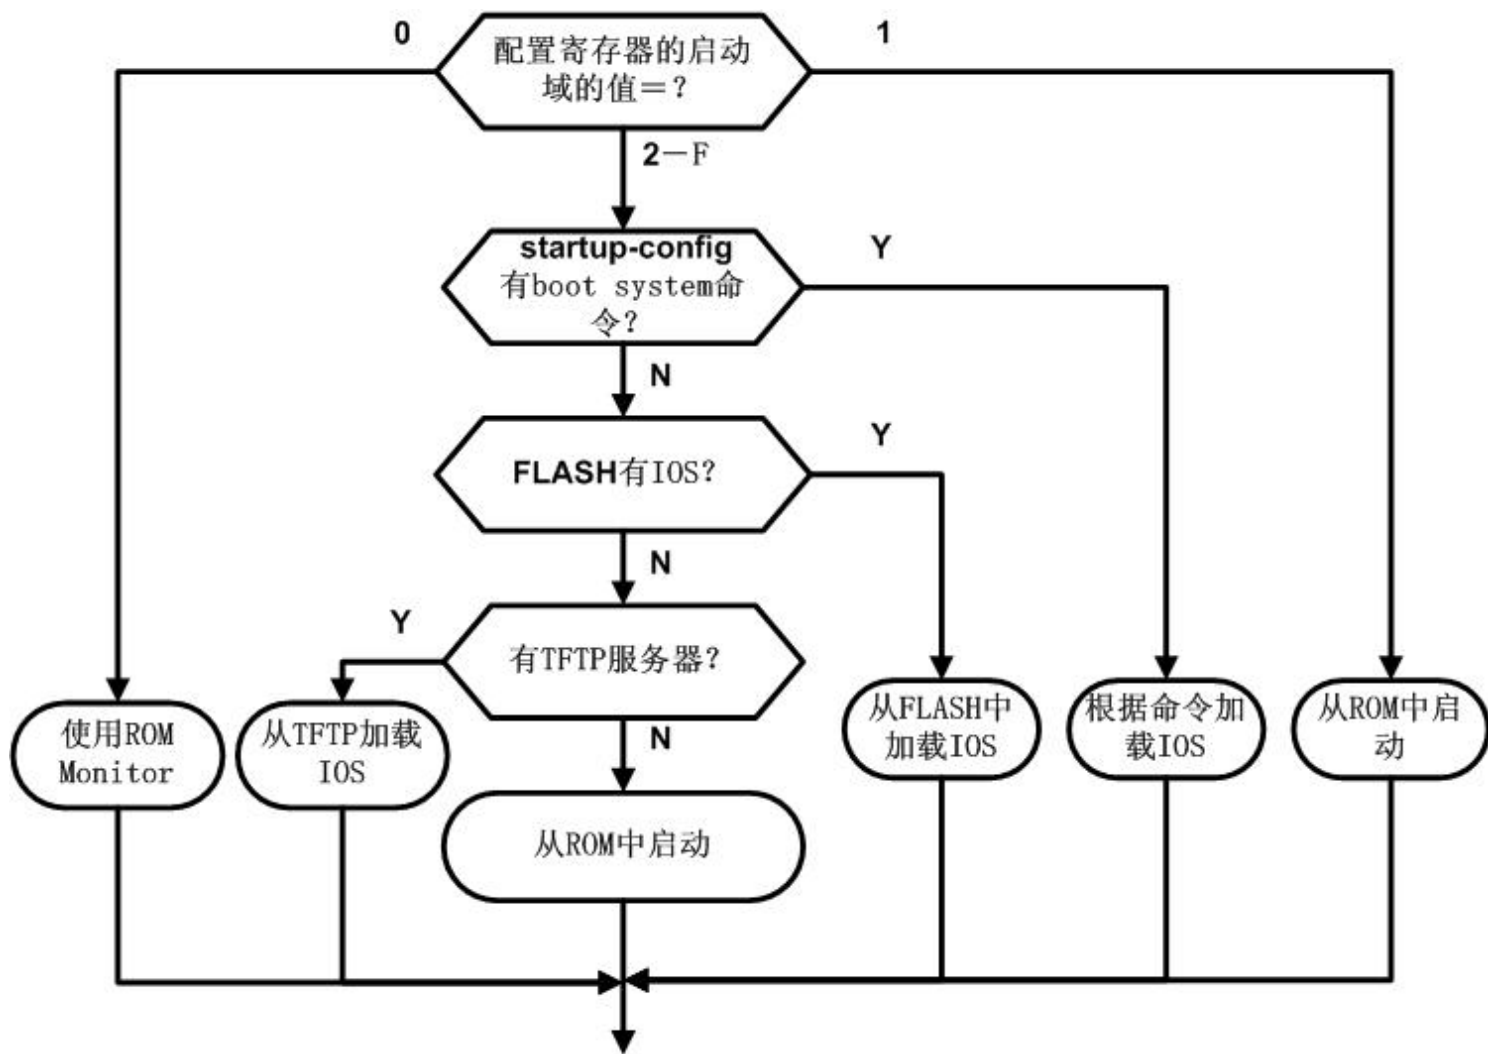 0
配置寄存器的启动
域的值＝?
1
2－F
startup-config
有boot system命
令?
Y
N
FLASH有IOS?
Y
N
有TFTP服务器?
Y
N
使用ROM
Monitor
从TFTP加载
IOS
从ROM中启动
从FLASH中
加载IOS
根据命令加
载IOS
从ROM中启
动